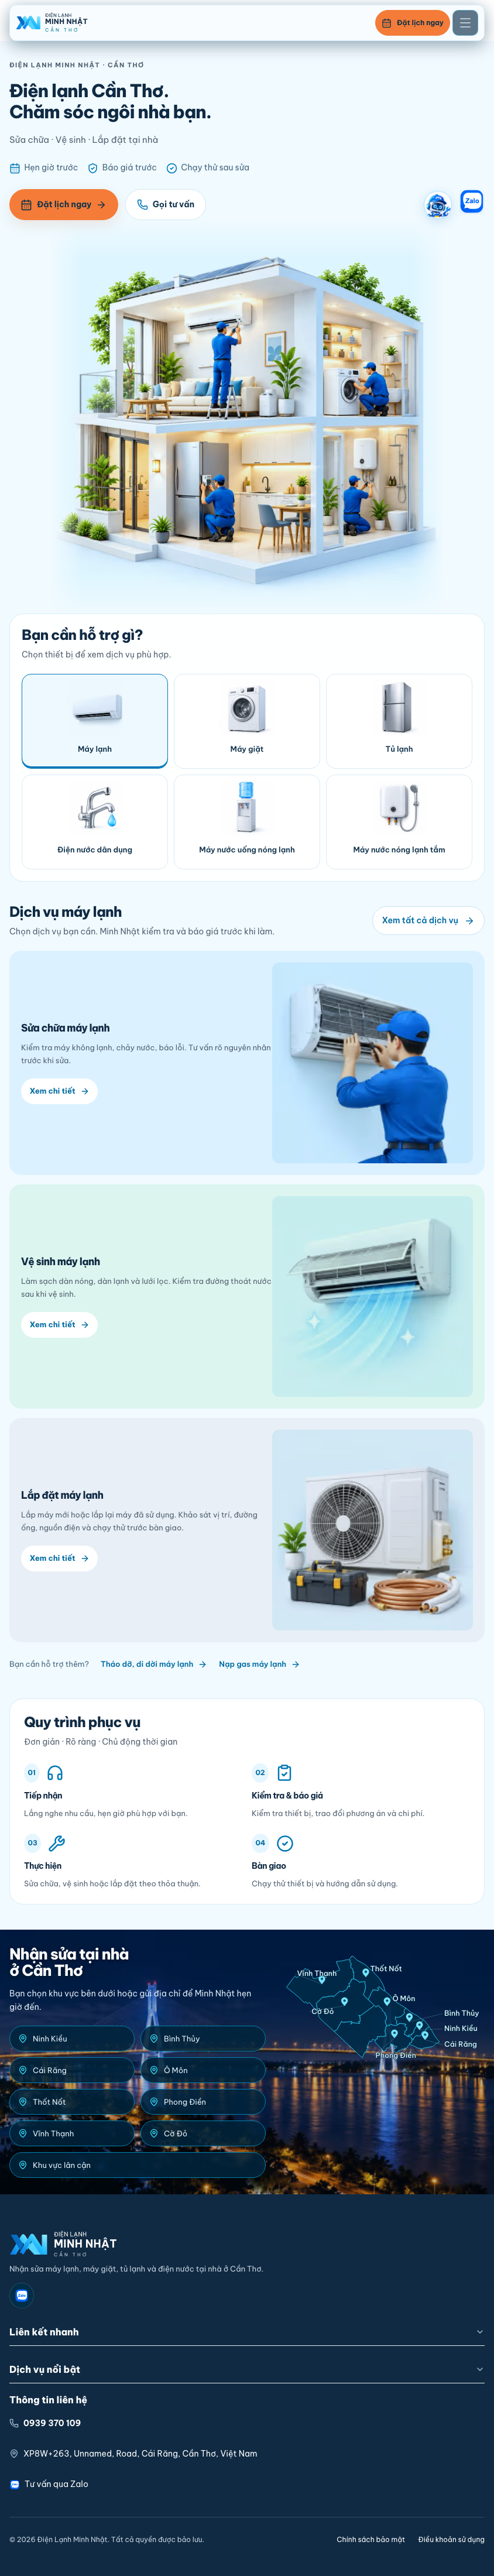 ĐIỆN LẠNH
MINH NHẬT
CẦN THƠ
Đặt lịch ngay
ĐIỆN LẠNH MINH NHẬT · CẦN THƠ
Điện lạnh Cần Thơ.
Chăm sóc ngôi nhà bạn.
Sửa chữa · Vệ sinh · Lắp đặt tại nhà
Hẹn giờ trước
Báo giá trước
Chạy thử sau sửa
Đặt lịch ngay
Gọi tư vấn
Zalo
Bạn cần hỗ trợ gì?
Chọn thiết bị để xem dịch vụ phù hợp.
Máy lạnh
Máy giặt
Tủ lạnh
Điện nước dân dụng
Máy nước uống nóng lạnh
Máy nước nóng lạnh tắm
Dịch vụ máy lạnh
Chọn dịch vụ bạn cần. Minh Nhật kiểm tra và báo giá trước khi làm.
Xem tất cả dịch vụ
Sửa chữa máy lạnh
Kiểm tra máy không lạnh, chảy nước, báo lỗi. Tư vấn rõ nguyên nhân
trước khi sửa.
Xem chi tiết
Vệ sinh máy lạnh
Làm sạch dàn nóng, dàn lạnh và lưới lọc. Kiểm tra đường thoát nước
sau khi vệ sinh.
Xem chi tiết
Lắp đặt máy lạnh
Lắp máy mới hoặc lắp lại máy đã sử dụng. Khảo sát vị trí, đường
ống, nguồn điện và chạy thử trước bàn giao.
Xem chi tiết
Bạn cần hỗ trợ thêm?
Tháo dỡ, di dời máy lạnh
Nạp gas máy lạnh
Quy trình phục vụ
Đơn giản · Rõ ràng · Chủ động thời gian
01
Tiếp nhận
Lắng nghe nhu cầu, hẹn giờ phù hợp với bạn.
02
Kiểm tra & báo giá
Kiểm tra thiết bị, trao đổi phương án và chi phí.
03
Thực hiện
Sửa chữa, vệ sinh hoặc lắp đặt theo thỏa thuận.
04
Bàn giao
Chạy thử thiết bị và hướng dẫn sử dụng.
Nhận sửa tại nhà
ở Cần Thơ
Bạn chọn khu vực bên dưới hoặc gửi địa chỉ để Minh Nhật hẹn
giờ đến.
Ninh Kiều
Bình Thủy
Cái Răng
Ô Môn
Thốt Nốt
Phong Điền
Vĩnh Thạnh
Cờ Đỏ
Khu vực lân cận
Vĩnh Thạnh
Thốt Nốt
Cờ Đỏ
Ô Môn
Bình Thủy
Ninh Kiều
Cái Răng
Phong Điền
ĐIỆN LẠNH
MINH NHẬT
CẦN THƠ
Nhận sửa máy lạnh, máy giặt, tủ lạnh và điện nước tại nhà ở Cần Thơ.
Zalo
Liên kết nhanh
Dịch vụ nổi bật
Thông tin liên hệ
0939 370 109
XP8W+263, Unnamed, Road, Cái Răng, Cần Thơ, Việt Nam
Tư vấn qua Zalo
© 2026 Điện Lạnh Minh Nhật. Tất cả quyền được bảo lưu.
Chính sách bảo mật
Điều khoản sử dụng